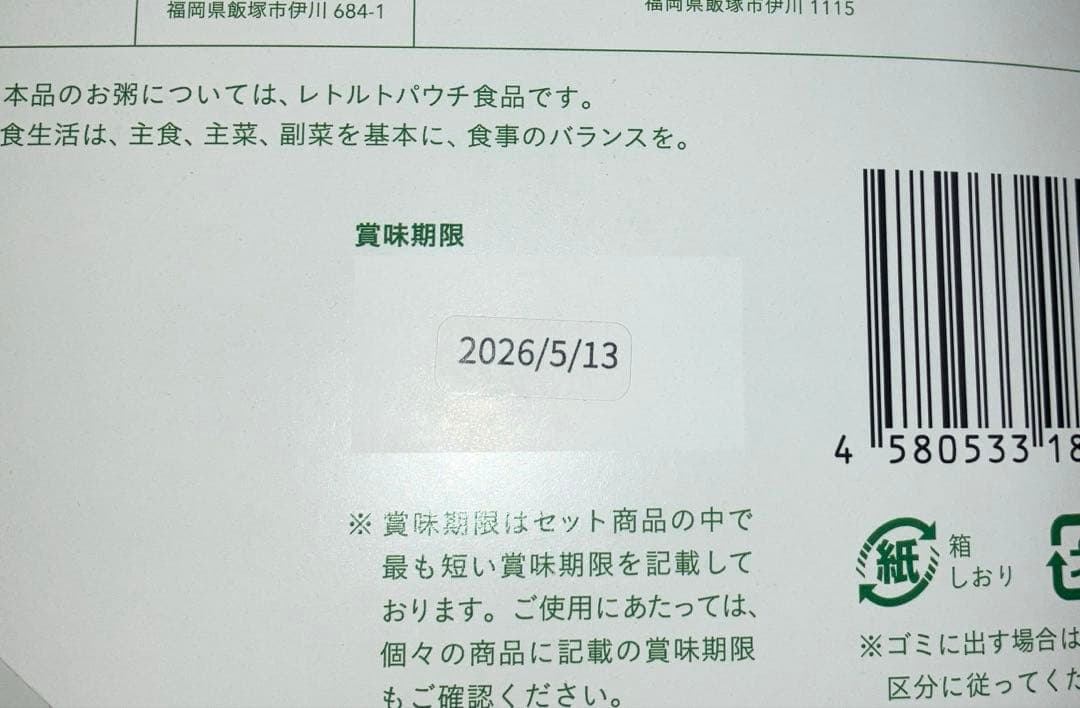 福岡県飯塚市伊川 684-1
福岡県飯塚市伊川 1115
本品のお粥については、レトルトパウチ食品です。
食生活は、主食、主菜、副菜を基本に、食事のバランスを。
賞味期限
2026/5/13
4 580533 18
※ 賞味期限はセット商品の中で
最も短い賞味期限を記載して
おります。ご使用にあたっては、
個々の商品に記載の賞味期限
もご確認ください。
紙
箱
しおり
※ゴミに出す場合は
区分に従ってくだ